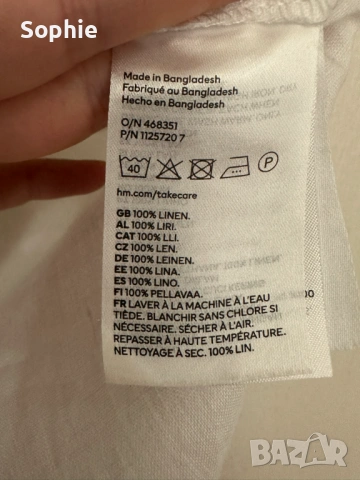 Sophie
Made in Bangladesh
Fabriqué au Bangladesh
Hecho en Bangladesh
O/N 468351
P/N 1125720 7
40
P
hm.com/takecare
GB 100% LINEN.
AL 100% LIRI.
CAT 100% LLI.
CZ 100% LEN.
DE 100% LEINEN.
EE 100% LINA.
ES 100% LINO.
FI 100% PELLAVAA.
FR LAVER À LA MACHINE À L'EAU
TIÈDE. BLANCHIR SANS CHLORE SI
NÉCESSAIRE. SÉCHER À L'AIR.
REPASSER À HAUTE TEMPÉRATURE.
NETTOYAGE À SEC. 100% LIN.
BAZAR.bg